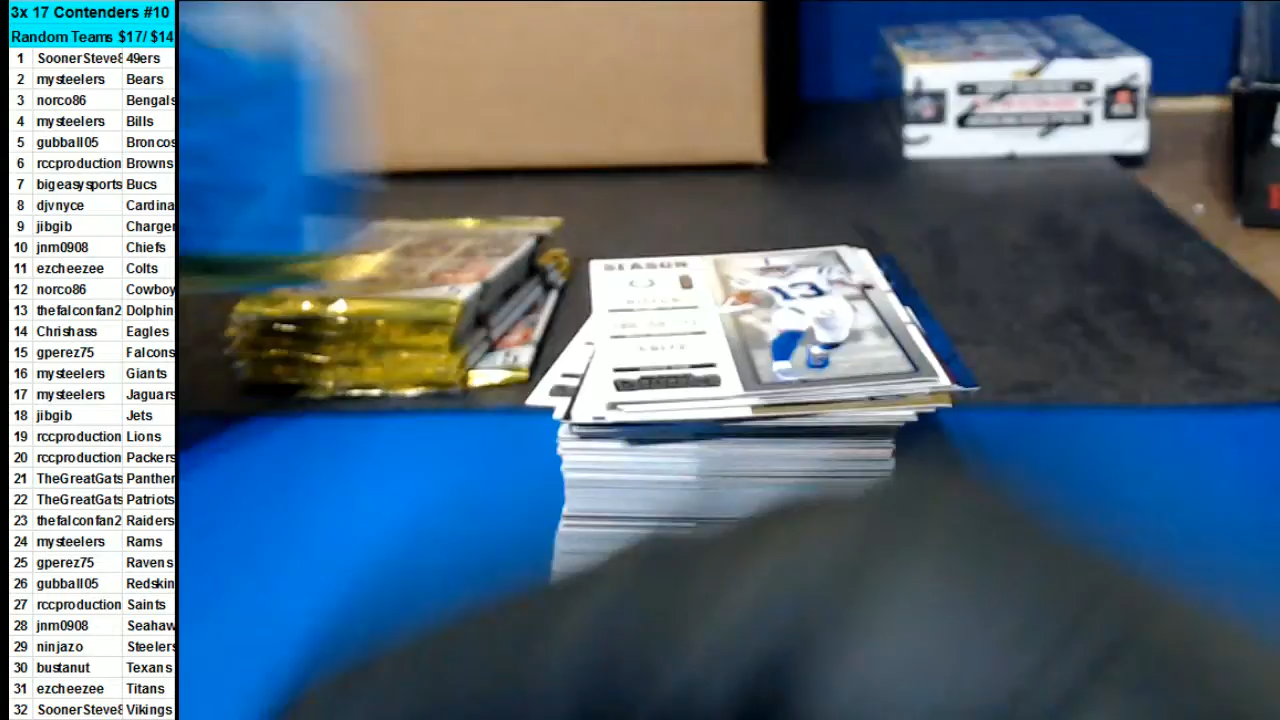 3x 17 Contenders #10
Random Teams $17/ $14
1 SoonerSteve8 49ers
2 mysteelers Bears
3 norco86 Bengals
4 mysteelers Bills
5 gubball05 Broncos
6 rccproduction Browns
7 bigeasysports Bucs
8 djvnyce Cardina
9 jibgib Charger
10 jnm0908 Chiefs
11 ezcheezee Colts
12 norco86 Cowboy
13 thefalconfan2 Dolphin
14 Chrishass Eagles
15 gperez75 Falcons
16 mysteelers Giants
17 mysteelers Jaguars
18 jibgib Jets
19 rccproduction Lions
20 rccproduction Packers
21 TheGreatGats Panther
22 TheGreatGats Patriots
23 thefalconfan2 Raiders
24 mysteelers Rams
25 gperez75 Ravens
26 gubball05 Redskin
27 rccproduction Saints
28 jnm0908 Seahaw
29 ninjazo Steelers
30 bustanut Texans
31 ezcheezee Titans
32 SoonerSteve8 Vikings
SEASON
13